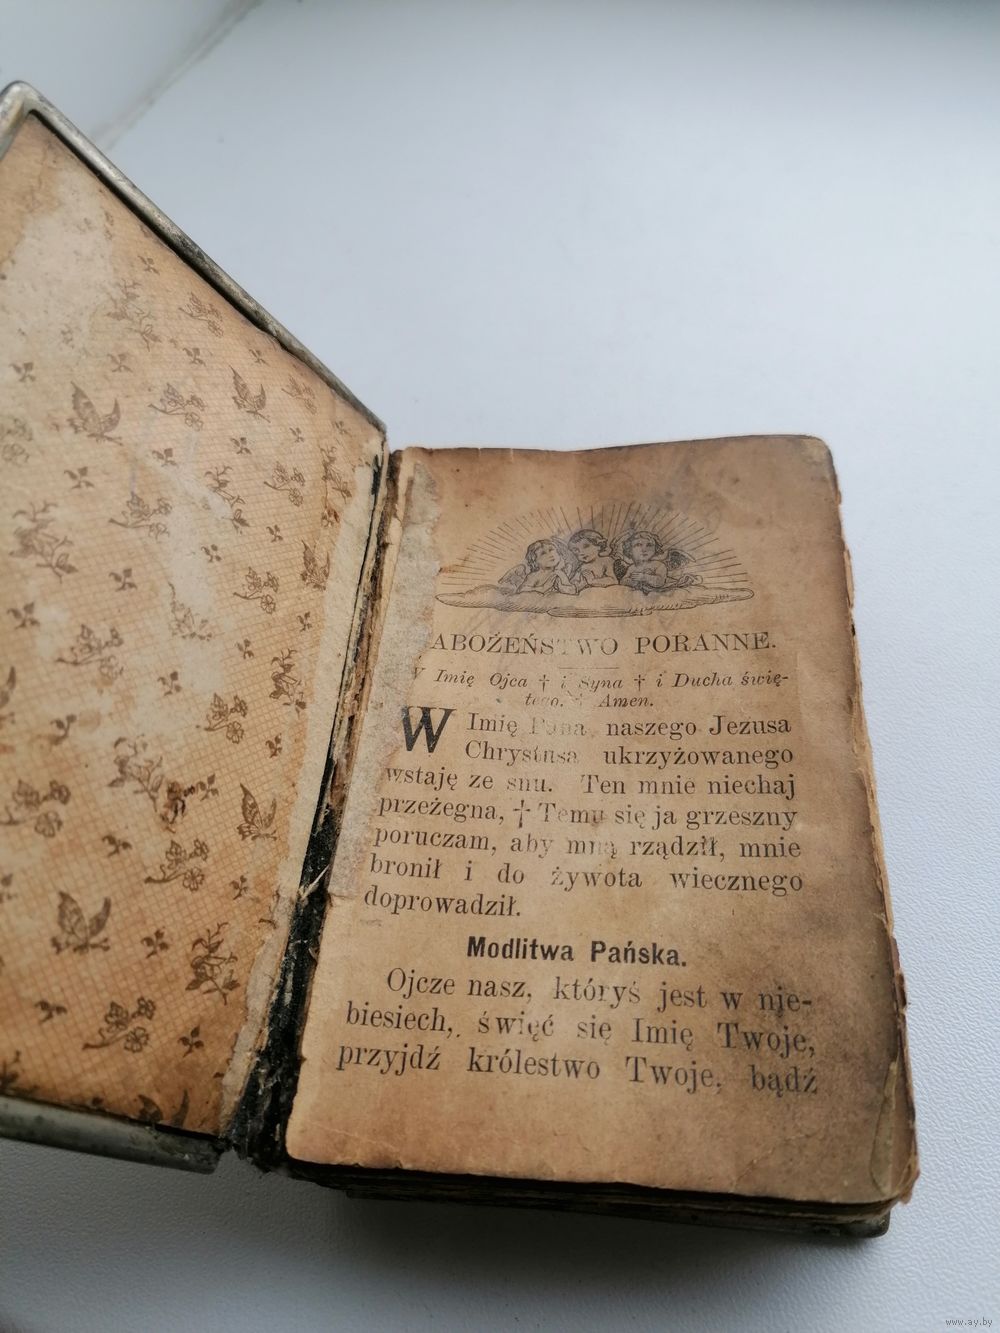 ABOŻEŃSTWO PORANNE.
W Imię Ojca † i Syna † i Ducha świę-
tego. † Amen.
W Imię Pana naszego Jezusa
Chrystusa ukrzyżowanego
wstaję ze snu. Ten mnie niechaj
przeżegna, † Temu się ja grzeszny
poruczam, aby mną rządził, mnie
bronił i do żywota wiecznego
doprowadził.
Modlitwa Pańska.
Ojcze nasz, któryś jest w nie-
biesiech, święć się Imię Twoje,
przyjdź królestwo Twoje, bądź
www.ay.by